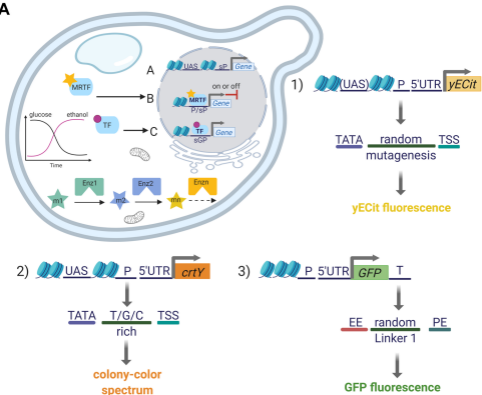 A
A UAS sP Gene
MRTF
B
on or off
MRTF
Gene
P/sP
glucose ethanol
TF
C
TF
Gene
sGP
Time
Enz1 Enz2 Enzn
m1 m2 mn
1) (UAS) P 5'UTR yECit
TATA random TSS
mutagenesis
yECit fluorescence
2) UAS P 5'UTR crtY
TATA T/G/C TSS
rich
colony-color
spectrum
3) P 5'UTR GFP T
EE random PE
Linker 1
GFP fluorescence